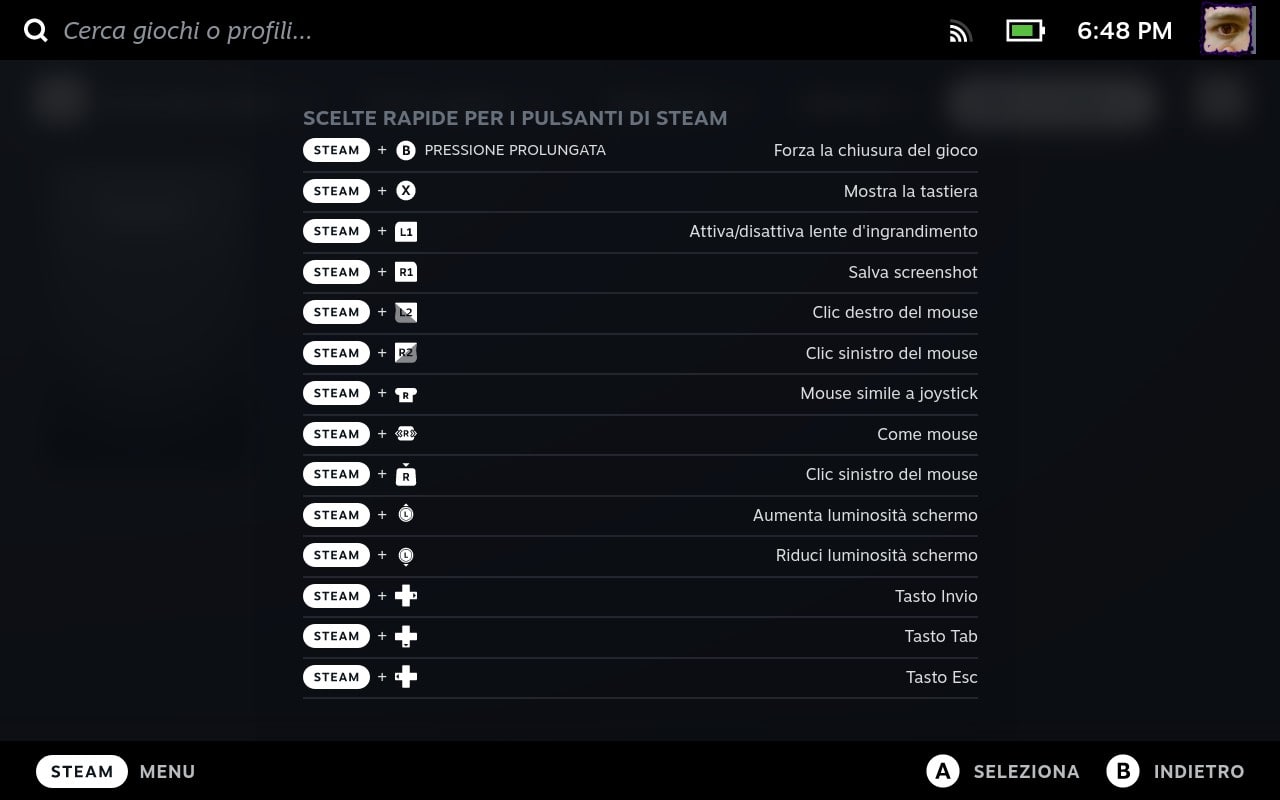 Cerca giochi o profili...
6:48 PM
SCELTE RAPIDE PER I PULSANTI DI STEAM
STEAM + B PRESSIONE PROLUNGATA Forza la chiusura del gioco
STEAM + X Mostra la tastiera
STEAM + L1 Attiva/disattiva lente d'ingrandimento
STEAM + R1 Salva screenshot
STEAM + L2 Clic destro del mouse
STEAM + R2 Clic sinistro del mouse
STEAM + R Mouse simile a joystick
STEAM + R Come mouse
STEAM + R Clic sinistro del mouse
STEAM + L Aumenta luminosità schermo
STEAM + L Riduci luminosità schermo
STEAM + Tasto Invio
STEAM + Tasto Tab
STEAM + Tasto Esc
STEAM MENU A SELEZIONA B INDIETRO